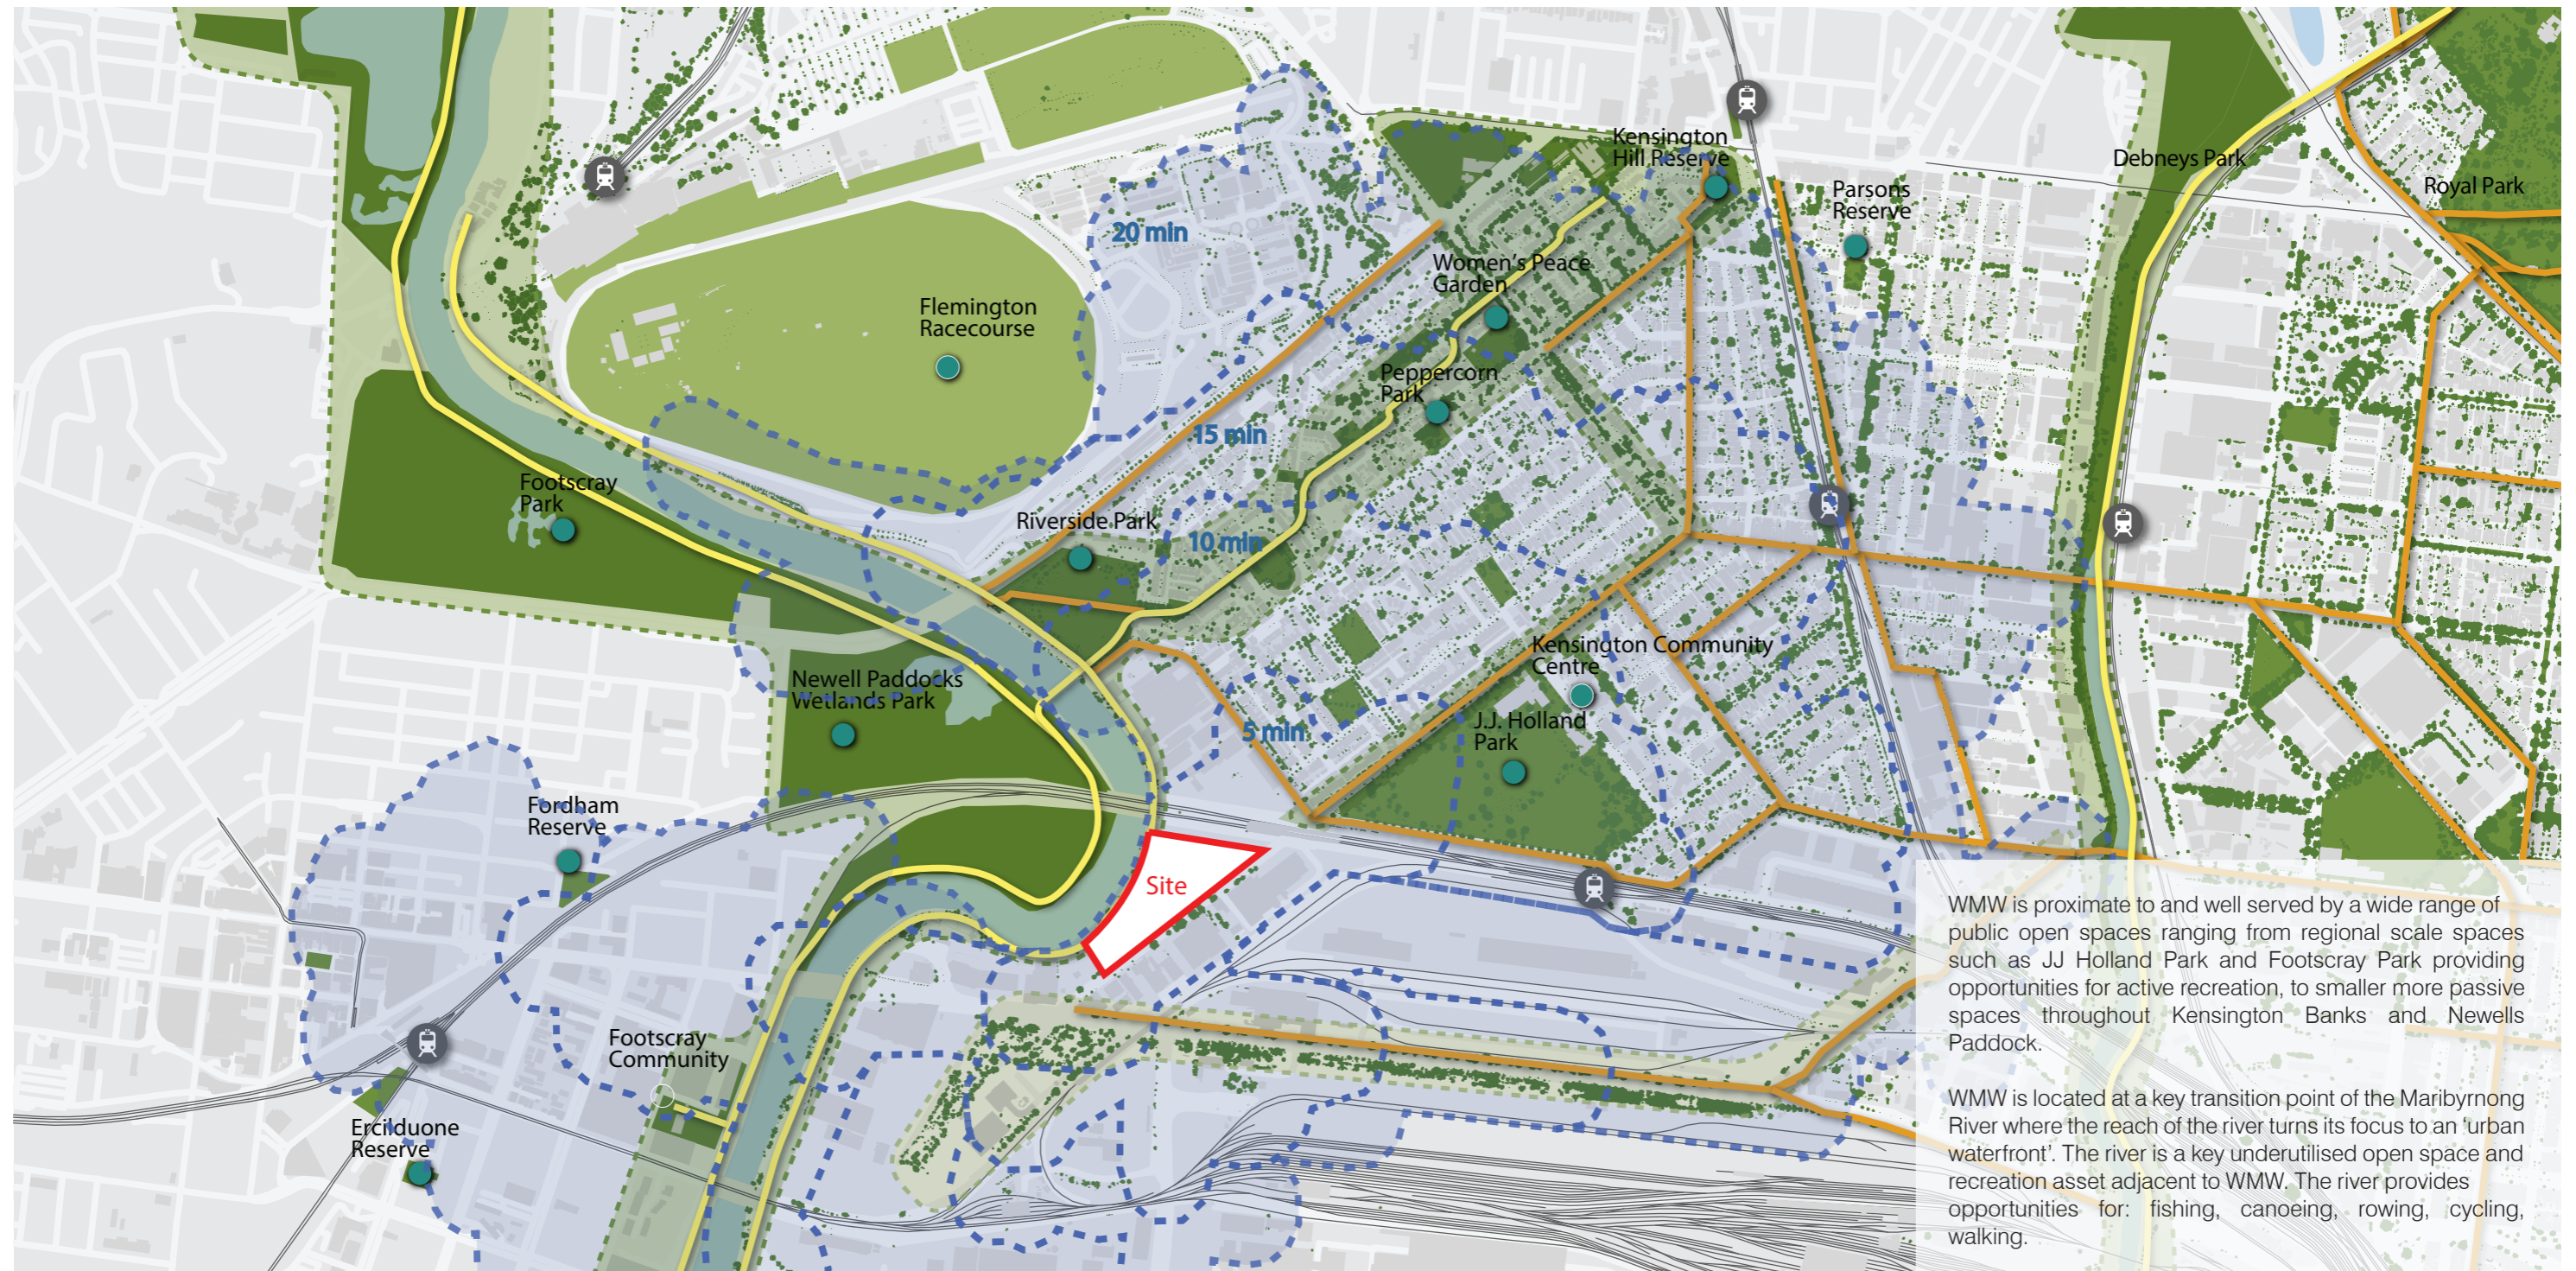 Kensington
Hill Reserve
Debneys Park
Royal Park
Parsons
Reserve
20 min
Women's Peace
Garden
Flemington
Racecourse
Peppercorn
Park
15 min
Footscray
Park
Riverside Park
10 min
Kensington Community
Centre
Newell Paddocks
Wetlands Park
J.J. Holland
Park
5 min
Fordham
Reserve
Site
Footscray
Community
Ercilduone
Reserve
WMW is proximate to and well served by a wide range of
public open spaces ranging from regional scale spaces
such as JJ Holland Park and Footscray Park providing
opportunities for active recreation, to smaller more passive
spaces throughout Kensington Banks and Newells
Paddock.
WMW is located at a key transition point of the Maribyrnong
River where the reach of the river turns its focus to an 'urban
waterfront'. The river is a key underutilised open space and
recreation asset adjacent to WMW. The river provides
opportunities for: fishing, canoeing, rowing, cycling,
walking.